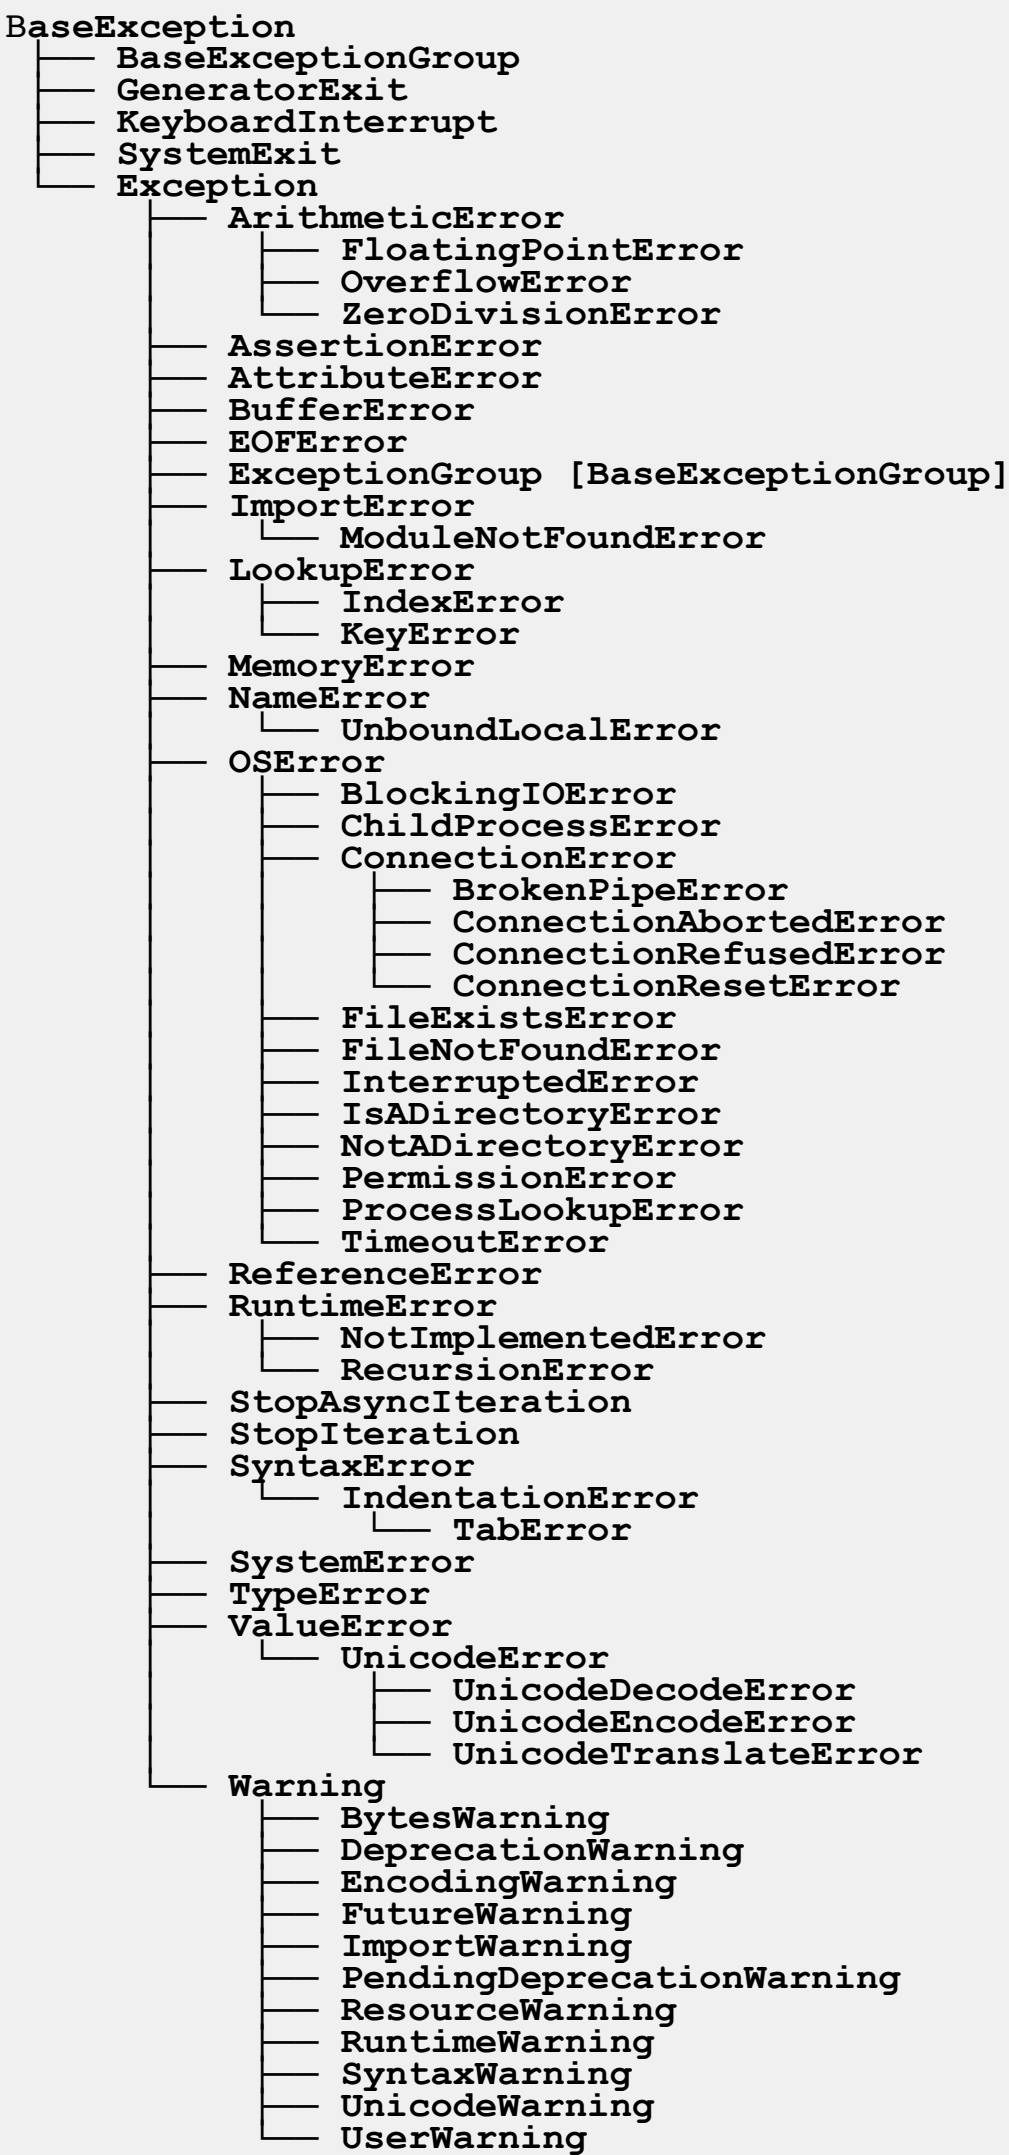 BaseException
├── BaseExceptionGroup
├── GeneratorExit
├── KeyboardInterrupt
├── SystemExit
└── Exception
    ├── ArithmeticError
    │    ├── FloatingPointError
    │    ├── OverflowError
    │    └── ZeroDivisionError
    ├── AssertionError
    ├── AttributeError
    ├── BufferError
    ├── EOFError
    ├── ExceptionGroup [BaseExceptionGroup]
    ├── ImportError
    │    └── ModuleNotFoundError
    ├── LookupError
    │    ├── IndexError
    │    └── KeyError
    ├── MemoryError
    ├── NameError
    │    └── UnboundLocalError
    ├── OSError
    │    ├── BlockingIOError
    │    ├── ChildProcessError
    │    ├── ConnectionError
    │    │    ├── BrokenPipeError
    │    │    ├── ConnectionAbortedError
    │    │    ├── ConnectionRefusedError
    │    │    └── ConnectionResetError
    │    ├── FileExistsError
    │    ├── FileNotFoundError
    │    ├── InterruptedError
    │    ├── IsADirectoryError
    │    ├── NotADirectoryError
    │    ├── PermissionError
    │    ├── ProcessLookupError
    │    └── TimeoutError
    ├── ReferenceError
    ├── RuntimeError
    │    ├── NotImplementedError
    │    └── RecursionError
    ├── StopAsyncIteration
    ├── StopIteration
    ├── SyntaxError
    │    └── IndentationError
    │         └── TabError
    ├── SystemError
    ├── TypeError
    ├── ValueError
    │    └── UnicodeError
    │         ├── UnicodeDecodeError
    │         ├── UnicodeEncodeError
    │         └── UnicodeTranslateError
    └── Warning
         ├── BytesWarning
         ├── DeprecationWarning
         ├── EncodingWarning
         ├── FutureWarning
         ├── ImportWarning
         ├── PendingDeprecationWarning
         ├── ResourceWarning
         ├── RuntimeWarning
         ├── SyntaxWarning
         ├── UnicodeWarning
         └── UserWarning